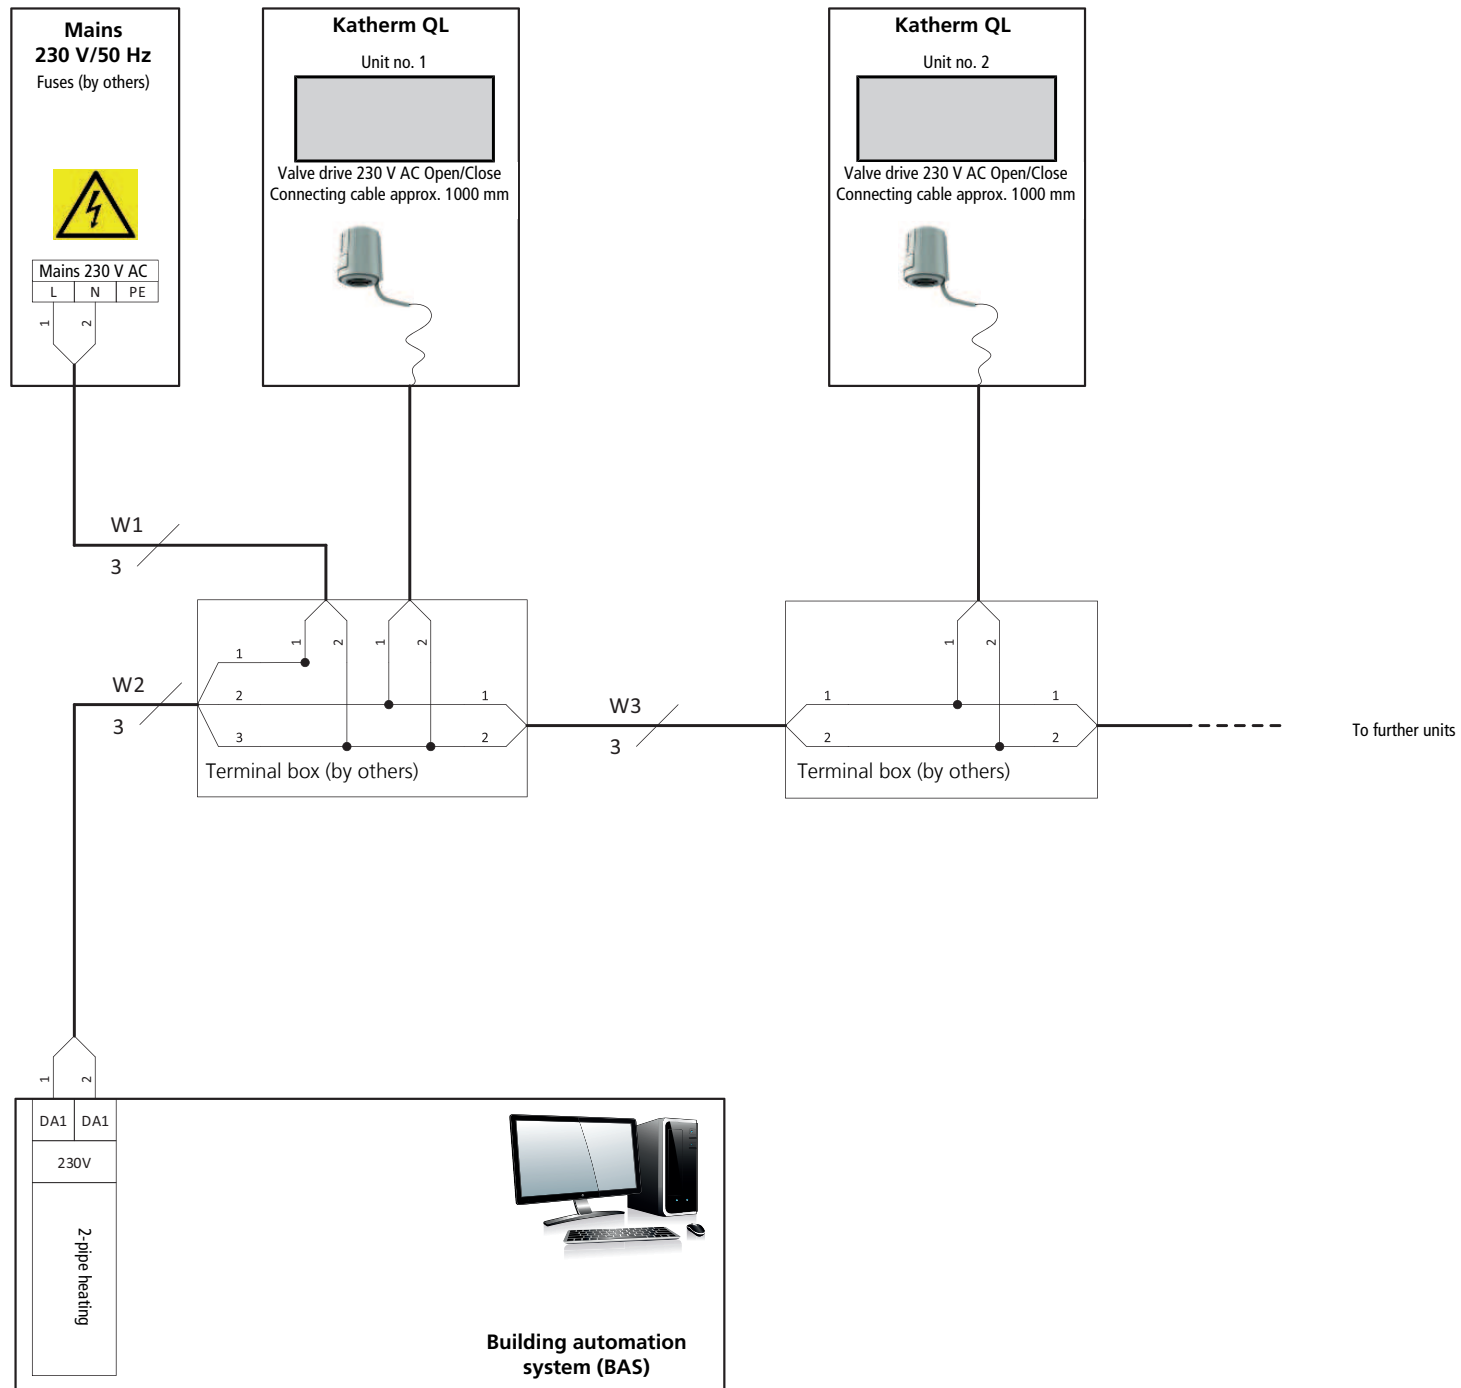 Mains
230 V/50 Hz
Fuses (by others)
Mains 230 V AC
L N PE
1 2
Katherm QL
Unit no. 1
Valve drive 230 V AC Open/Close
Connecting cable approx. 1000 mm
Katherm QL
Unit no. 2
Valve drive 230 V AC Open/Close
Connecting cable approx. 1000 mm
W1
3
W2
3
1 2 1 2
1
2 1
3 2
Terminal box (by others)
W3
3
1 2
1 1
2 2
Terminal box (by others)
To further units
1 2
DA1 DA1
230V
2-pipe heating
Building automation
system (BAS)